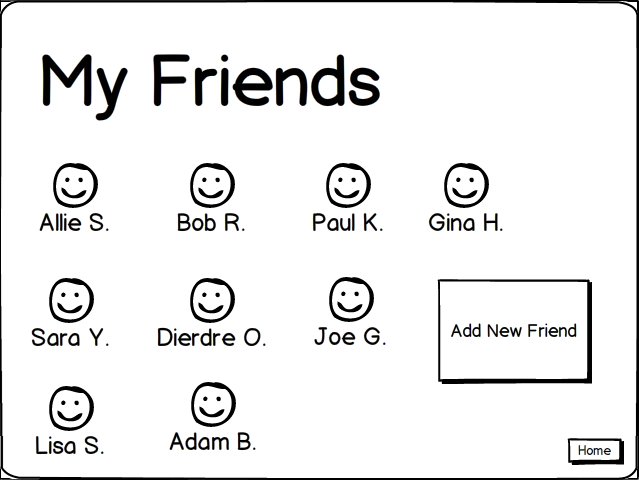 My Friends
Allie S. Bob R. Paul K. Gina H.
Sara Y. Dierdre O. Joe G.
Add New Friend
Lisa S. Adam B.
Home